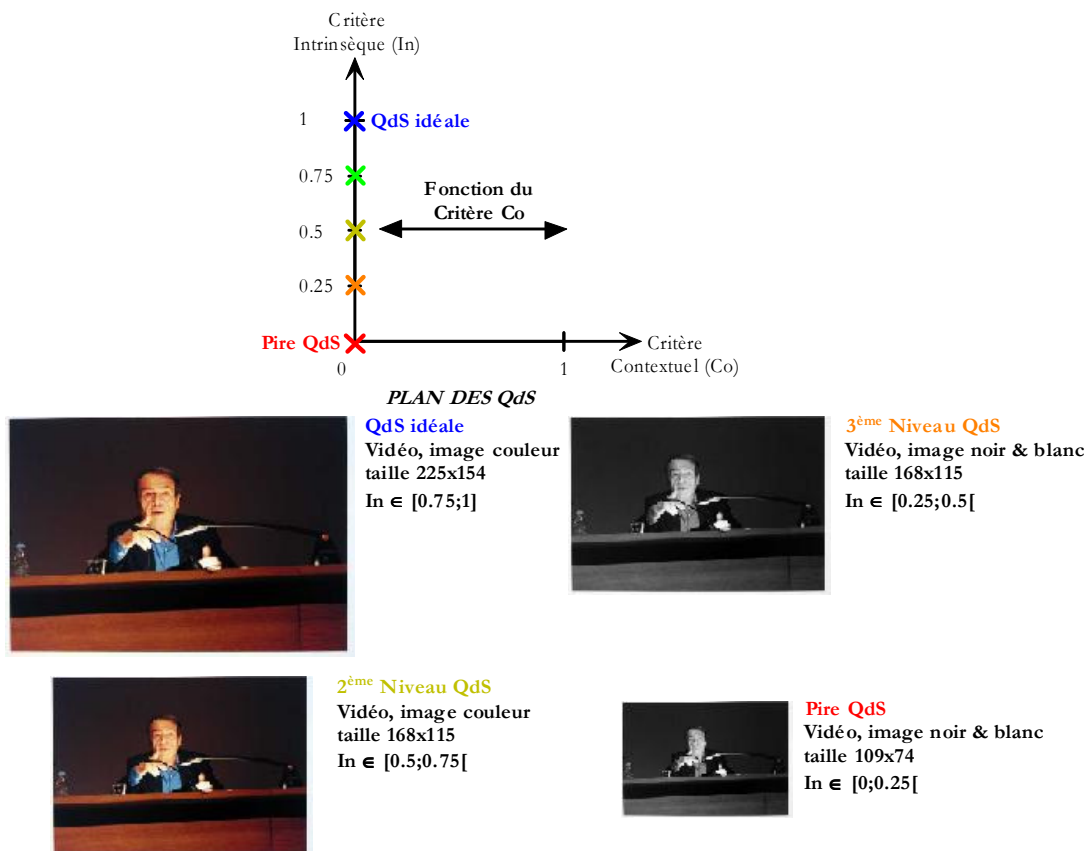 Critère
Intrinsèque (In)
1
QdS idéale
0.75
Fonction du
Critère Co
0.5
0.25
Pire QdS
Critère
Contextuel (Co)
0
1
PLAN DES QdS
QdS idéale
Vidéo, image couleur
taille 225x154
In ∈ [0.75;1]
3ème Niveau QdS
Vidéo, image noir & blanc
taille 168x115
In ∈ [0.25;0.5[
2ème Niveau QdS
Vidéo, image couleur
taille 168x115
In ∈ [0.5;0.75[
Pire QdS
Vidéo, image noir & blanc
taille 109x74
In ∈ [0;0.25[